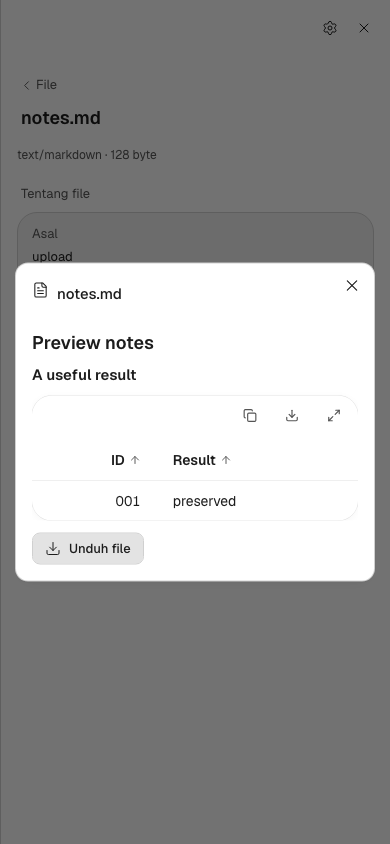 File
notes.md
text/markdown · 128 byte
Tentang file
Asal
upload
notes.md
Preview notes
A useful result
ID Result
001 preserved
Unduh file